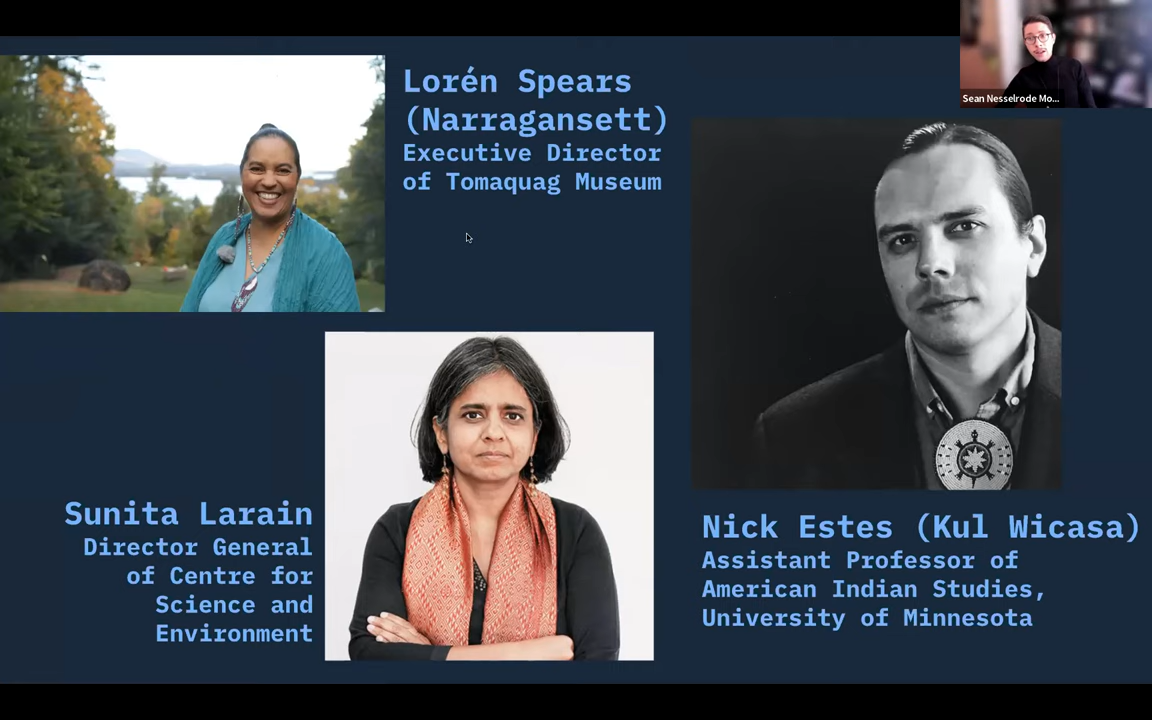 Sean Nesselrode Mo...
Lorén Spears
(Narragansett)
Executive Director
of Tomaquag Museum
Sunita Larain
Director General
of Centre for
Science and
Environment
Nick Estes (Kul Wicasa)
Assistant Professor of
American Indian Studies,
University of Minnesota